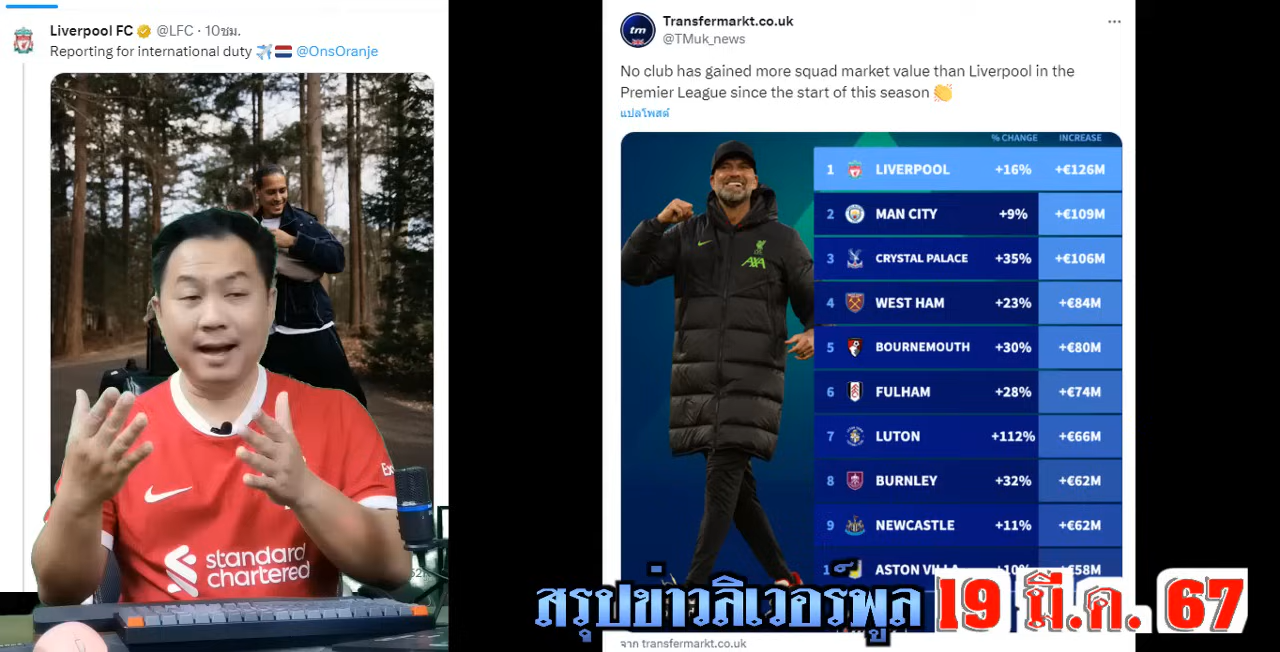 Liverpool FC @LFC · 10ชม.
Reporting for international duty @OnsOranje
standard
chartered
Transfermarkt.co.uk
@TMuk_news
No club has gained more squad market value than Liverpool in the
Premier League since the start of this season
แปลโพสต์
% CHANGE INCREASE
1 LIVERPOOL +16% +€126M
2 MAN CITY +9% +€109M
3 CRYSTAL PALACE +35% +€106M
4 WEST HAM +23% +€84M
5 BOURNEMOUTH +30% +€80M
6 FULHAM +28% +€74M
7 LUTON +112% +€66M
8 BURNLEY +32% +€62M
9 NEWCASTLE +11% +€62M
ASTON VILLA +10% +€58M
สรุปข่าวลิเวอร์พูล 19 มี.ค. 67
จาก transfermarkt.co.uk
tm
AXA